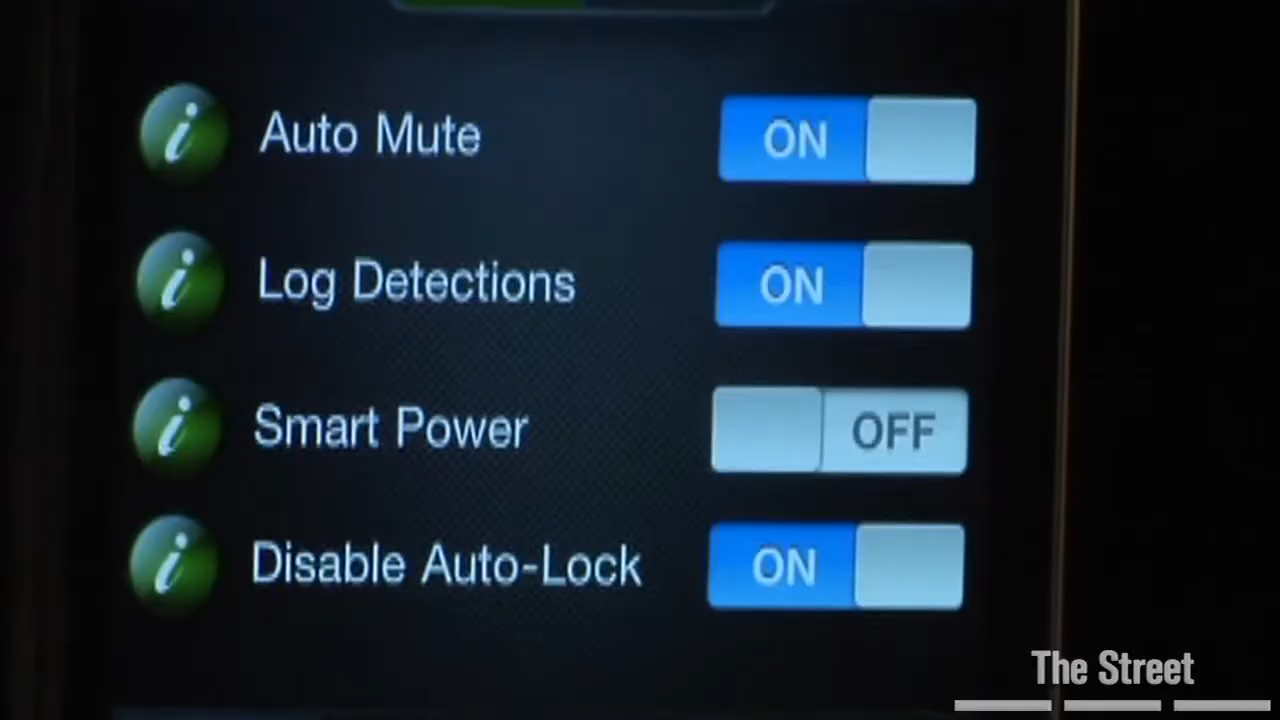 i Auto Mute ON
i Log Detections ON
i Smart Power OFF
i Disable Auto-Lock ON
The Street